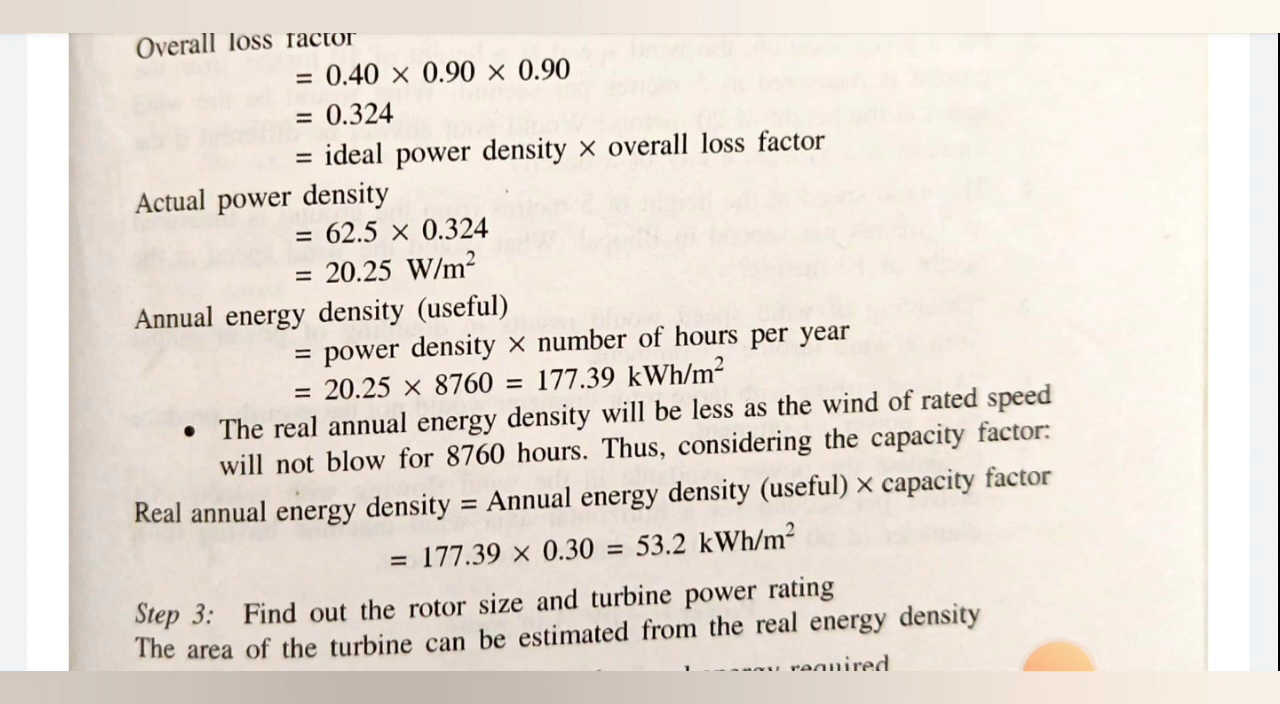 Overall loss factor
= 0.40 × 0.90 × 0.90
= 0.324
= ideal power density × overall loss factor
Actual power density
= 62.5 × 0.324
= 20.25 W/m²
Annual energy density (useful)
= power density × number of hours per year
= 20.25 × 8760 = 177.39 kWh/m²
• The real annual energy density will be less as the wind of rated speed
will not blow for 8760 hours. Thus, considering the capacity factor:
Real annual energy density = Annual energy density (useful) × capacity factor
= 177.39 × 0.30 = 53.2 kWh/m²
Step 3: Find out the rotor size and turbine power rating
The area of the turbine can be estimated from the real energy density
required